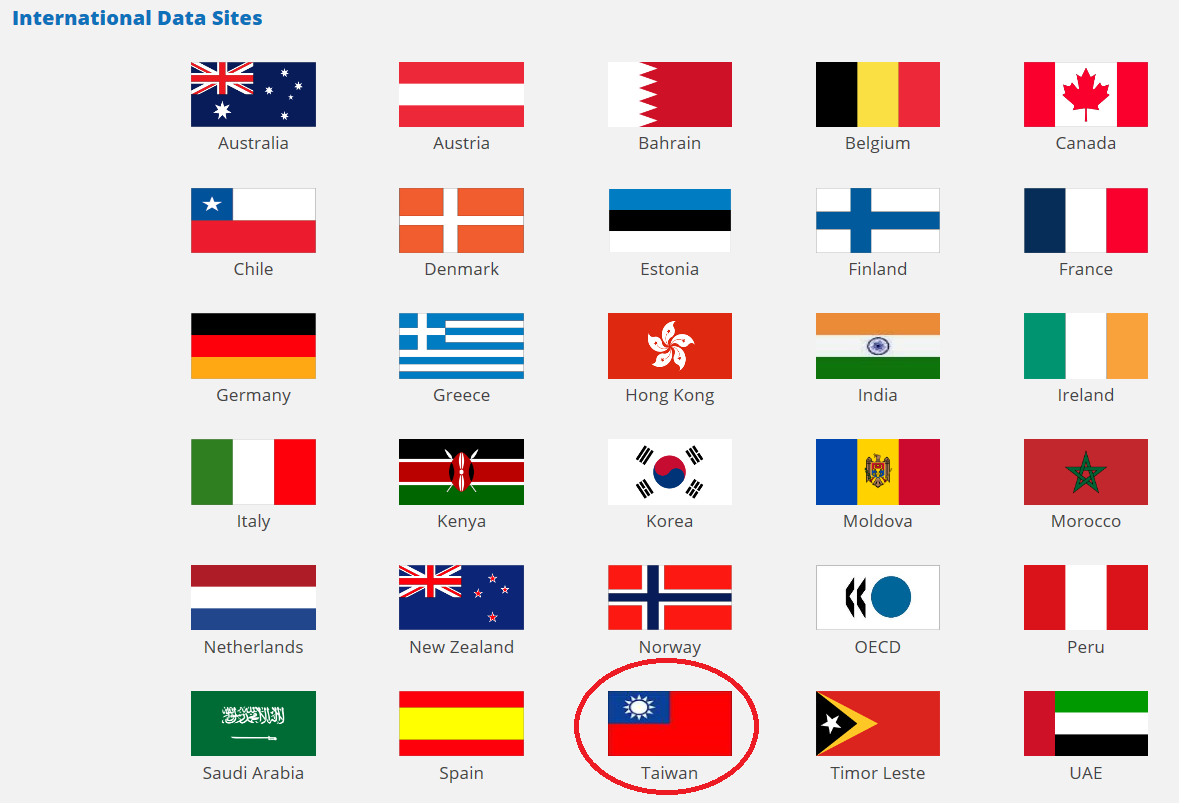 International Data Sites
Australia
Austria
Bahrain
Belgium
Canada
Chile
Denmark
Estonia
Finland
France
Germany
Greece
Hong Kong
India
Ireland
Italy
Kenya
Korea
Moldova
Morocco
Netherlands
New Zealand
Norway
OECD
Peru
Saudi Arabia
Spain
Taiwan
Timor Leste
UAE